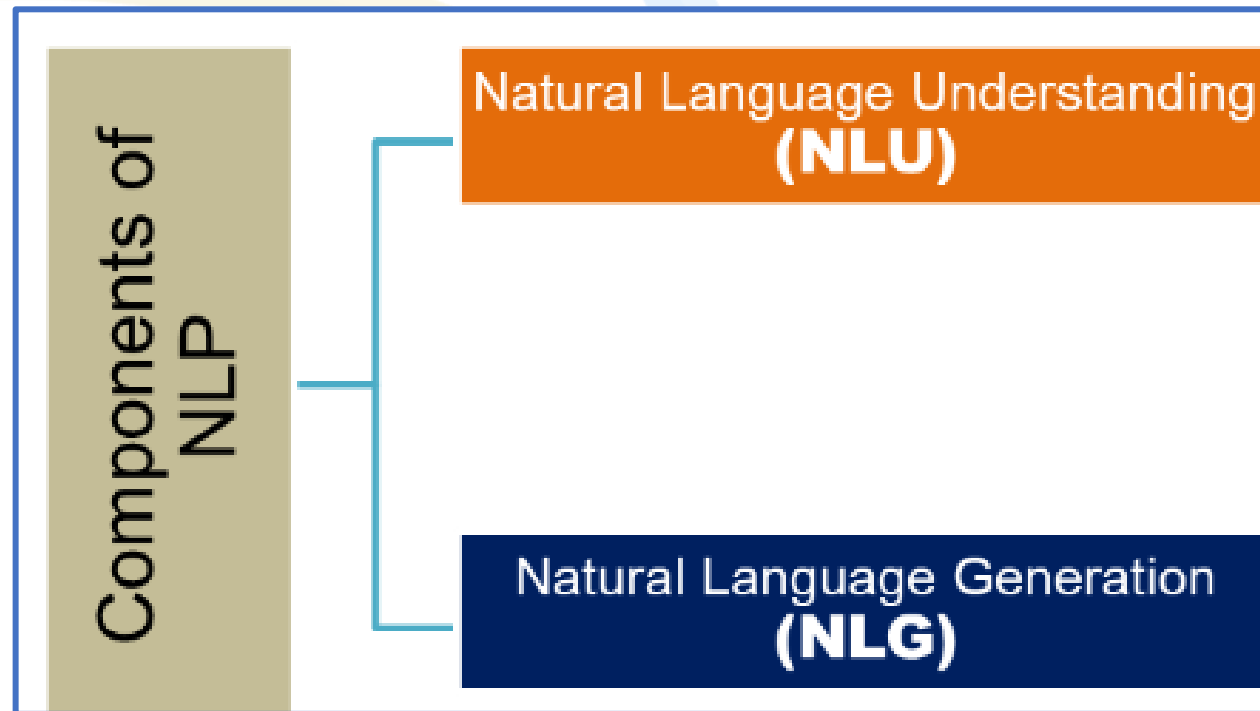 Components of
NLP
Natural Language Understanding
(NLU)
Natural Language Generation
(NLG)